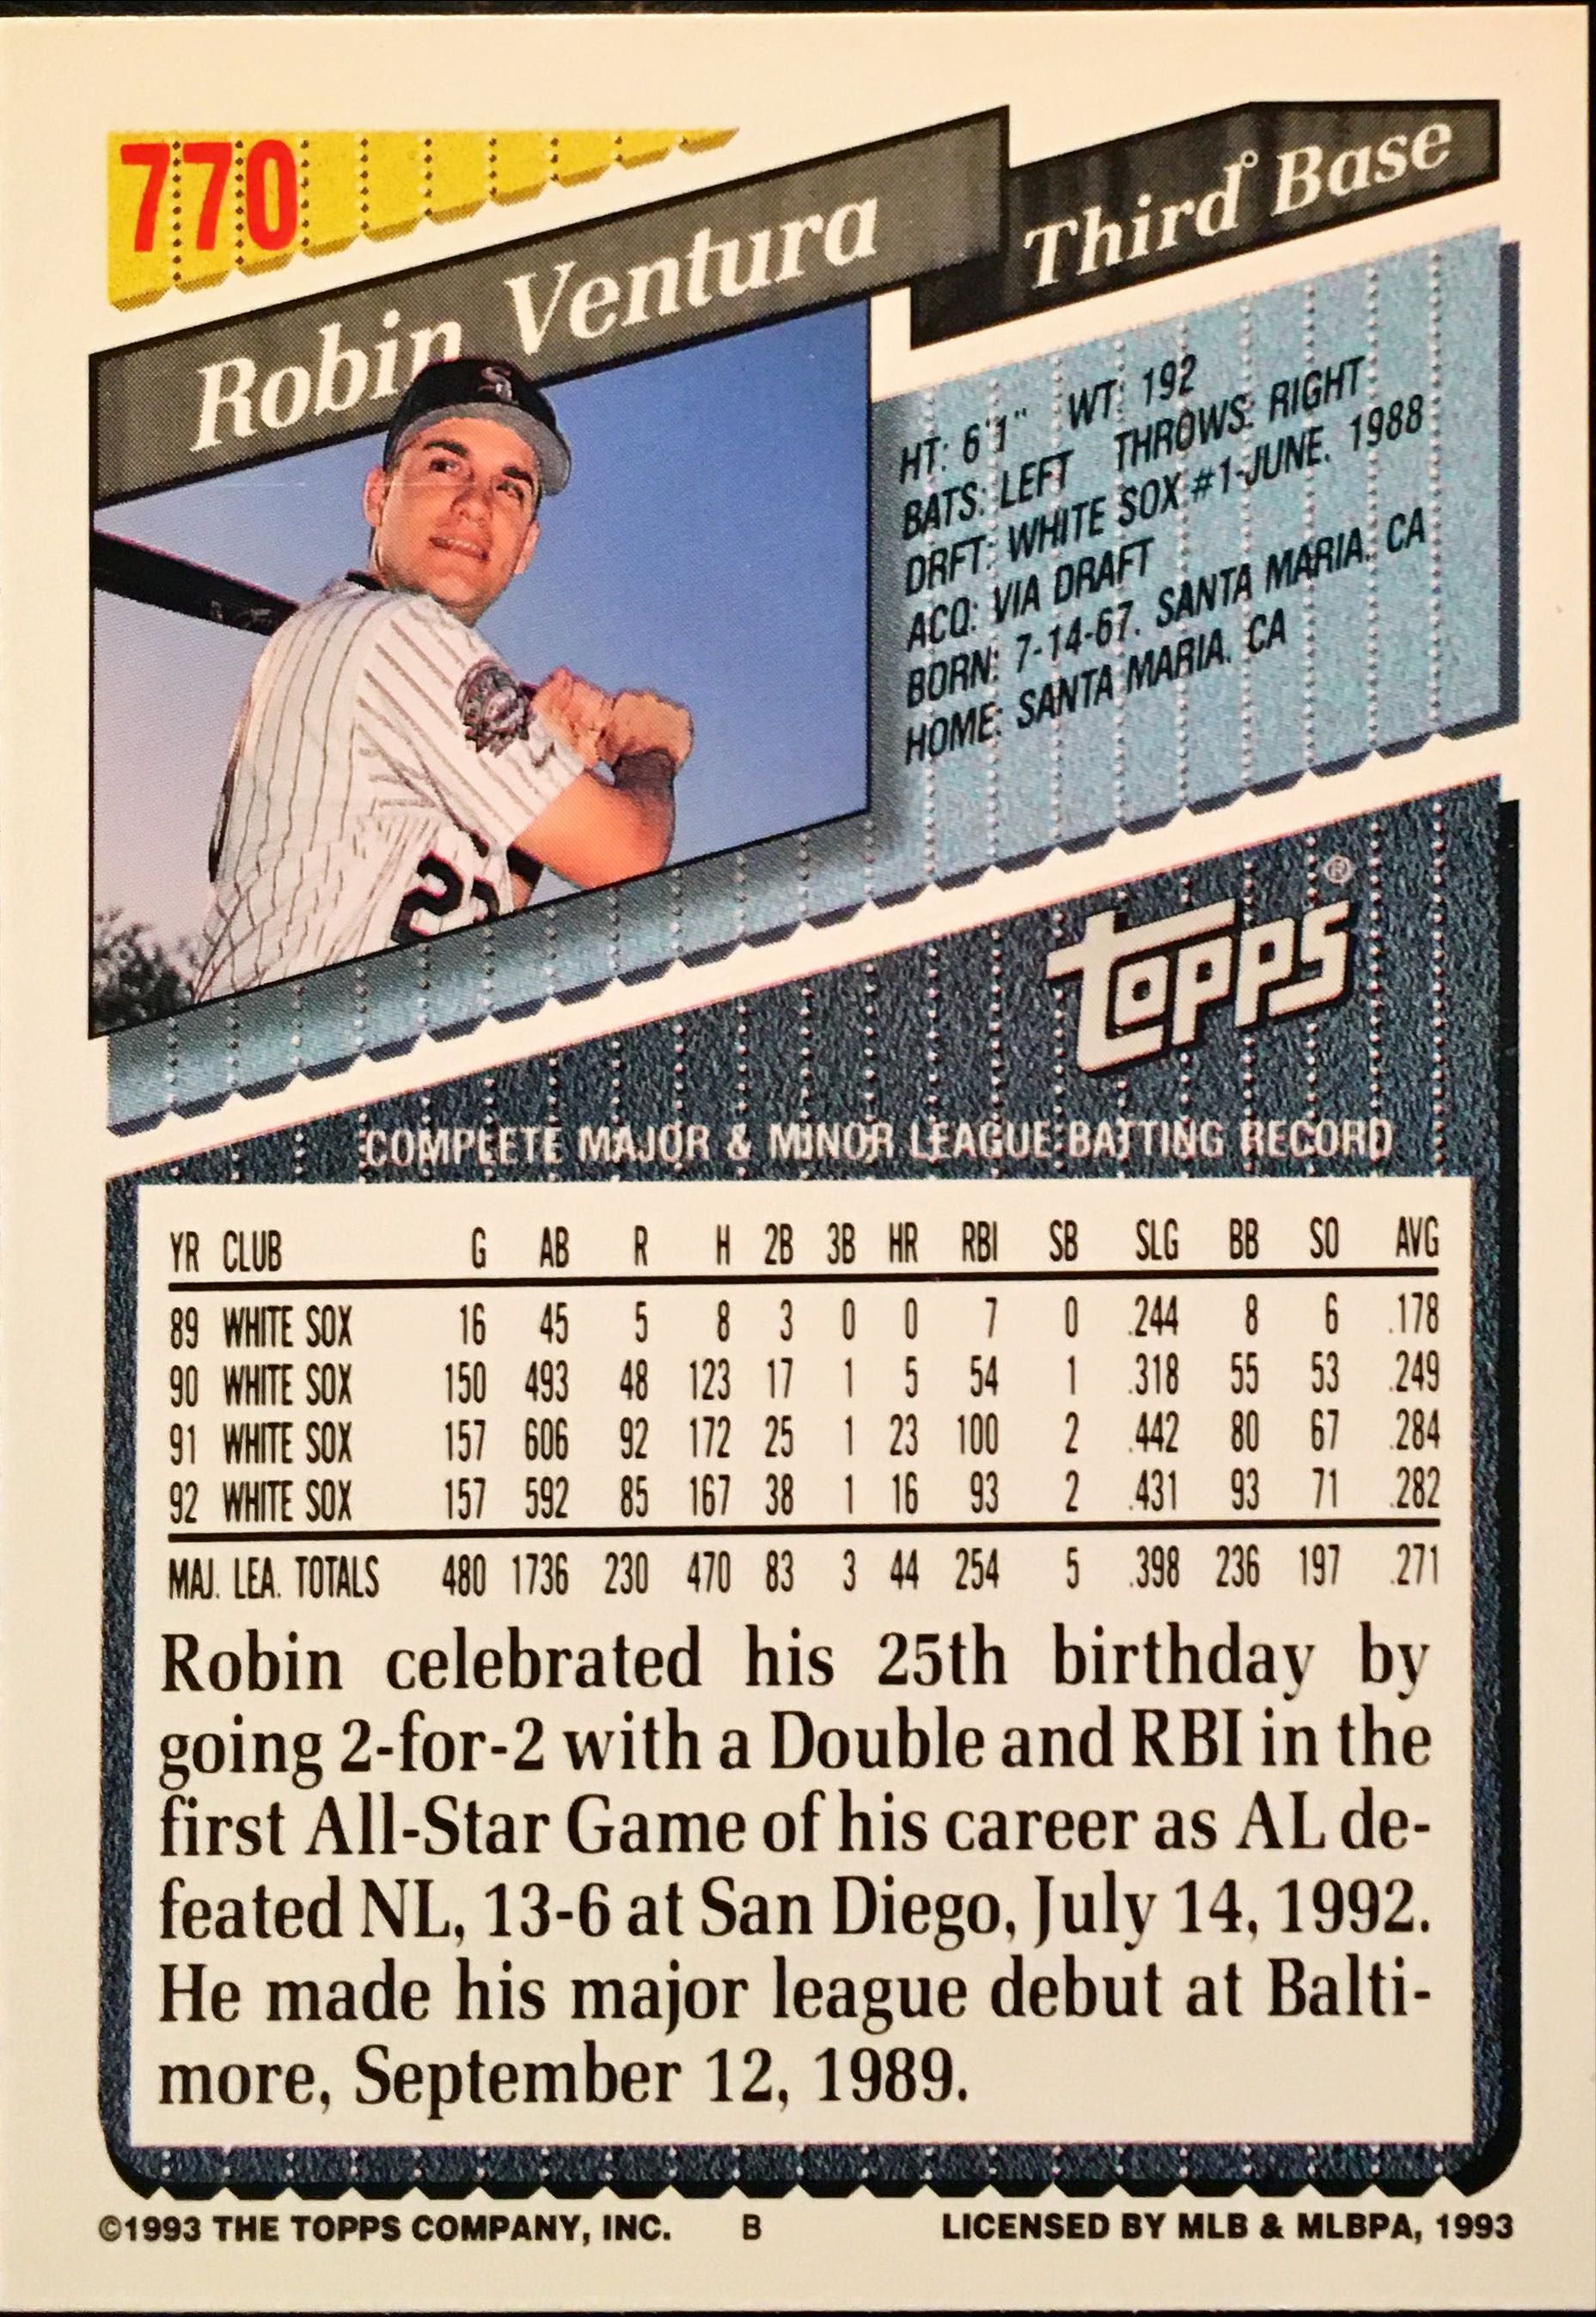 770
Robin Ventura
Third Base
HT: 6'1" WT: 192
BATS: LEFT THROWS: RIGHT
DRFT: WHITE SOX #1-JUNE, 1988
ACQ: VIA DRAFT
BORN: 7-14-67, SANTA MARIA, CA
HOME: SANTA MARIA, CA
topps®
COMPLETE MAJOR & MINOR LEAGUE BATTING RECORD
YR CLUB G AB R H 2B 3B HR RBI SB SLG BB SO AVG
89 WHITE SOX 16 45 5 8 3 0 0 7 0 .244 8 6 .178
90 WHITE SOX 150 493 48 123 17 1 5 54 1 .318 55 53 .249
91 WHITE SOX 157 606 92 172 25 1 23 100 2 .442 80 67 .284
92 WHITE SOX 157 592 85 167 38 1 16 93 2 .431 93 71 .282
MAJ. LEA. TOTALS 480 1736 230 470 83 3 44 254 5 .398 236 197 .271
Robin celebrated his 25th birthday by
going 2-for-2 with a Double and RBI in the
first All-Star Game of his career as AL de-
feated NL, 13-6 at San Diego, July 14, 1992.
He made his major league debut at Balti-
more, September 12, 1989.
©1993 THE TOPPS COMPANY, INC. B LICENSED BY MLB & MLBPA, 1993